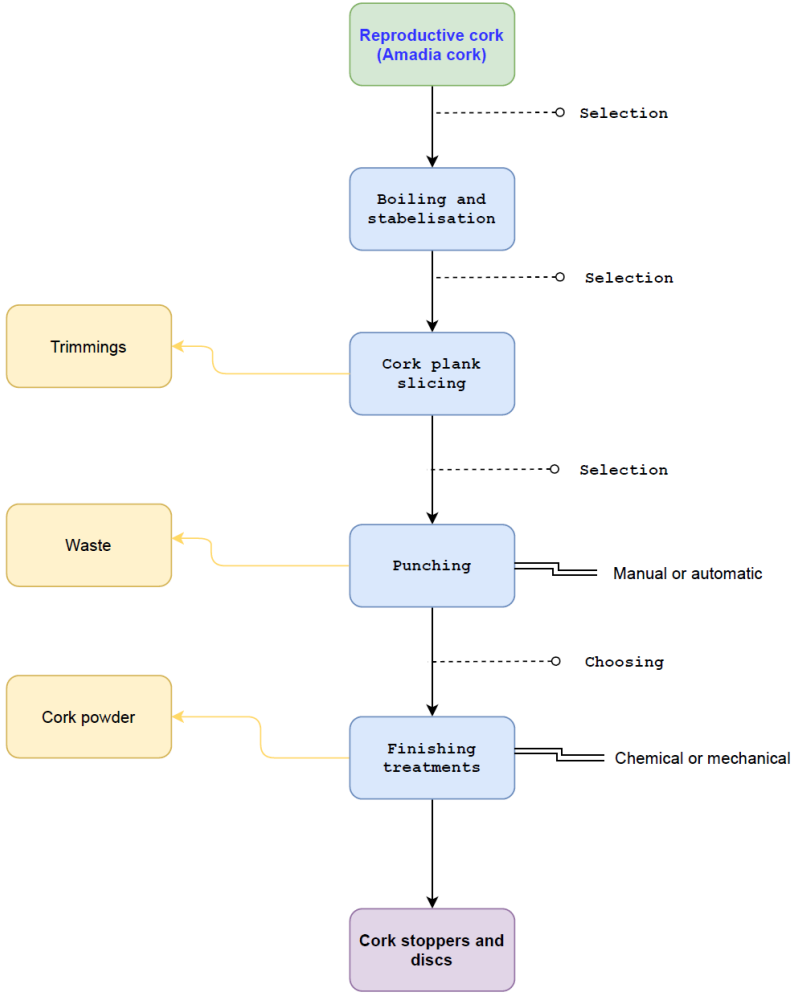 Reproductive cork
(Amadia cork)
Selection
Boiling and
stabelisation
Selection
Trimmings
Cork plank
slicing
Selection
Waste
Punching
Manual or automatic
Choosing
Cork powder
Finishing
treatments
Chemical or mechanical
Cork stoppers and
discs